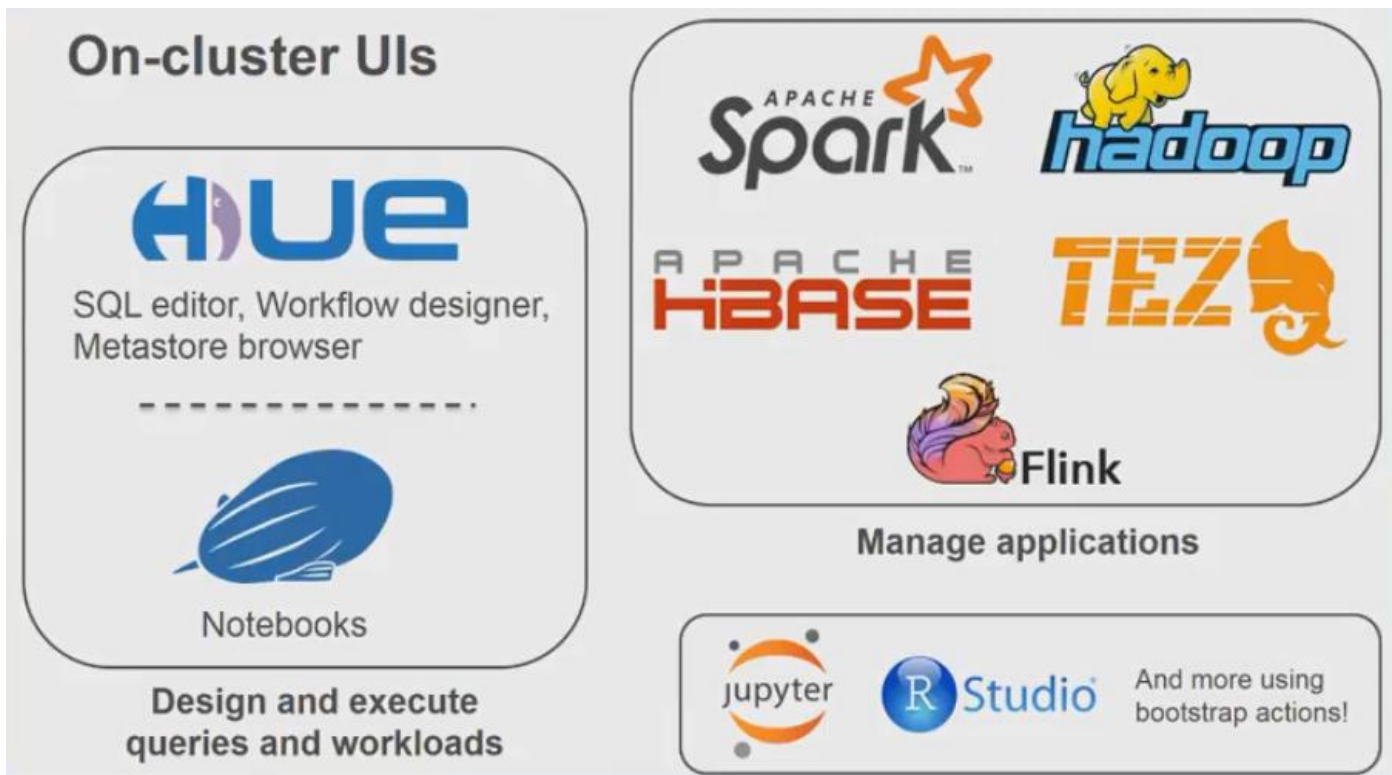 On-cluster UIs
HUE
SQL editor, Workflow designer,
Metastore browser
Notebooks
Design and execute
queries and workloads
APACHE
Spark™
hadoop
APACHE
HBASE
TEZ
Flink
Manage applications
jupyter
R Studio
And more using
bootstrap actions!